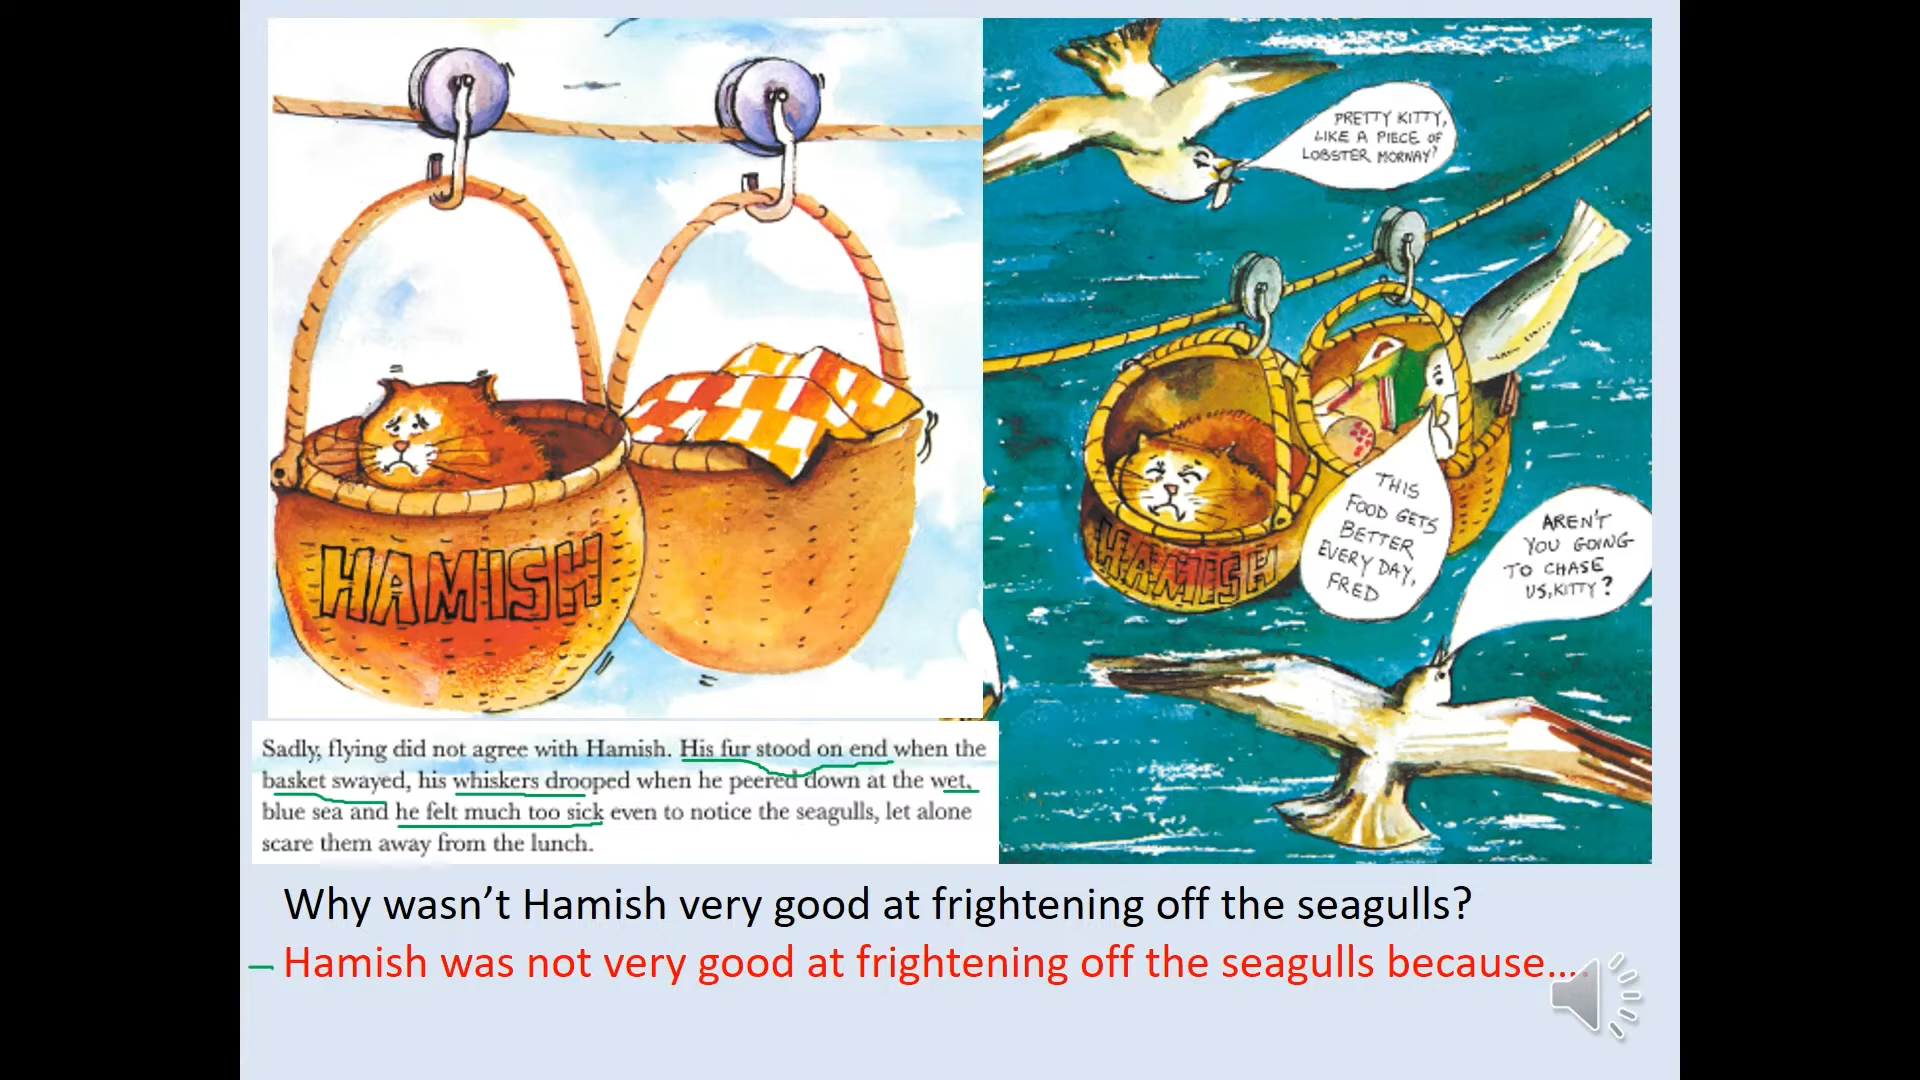 HAMISH
Sadly, flying did not agree with Hamish. His fur stood on end when the
basket swayed, his whiskers drooped when he peered down at the wet,
blue sea and he felt much too sick even to notice the seagulls, let alone
scare them away from the lunch.
PRETTY KITTY,
LIKE A PIECE OF
LOBSTER MORNAY?
HAMISH
THIS
FOOD GETS
BETTER
EVERY DAY,
FRED
AREN'T
YOU GOING
TO CHASE
US, KITTY?
Why wasn’t Hamish very good at frightening off the seagulls?
Hamish was not very good at frightening off the seagulls because….